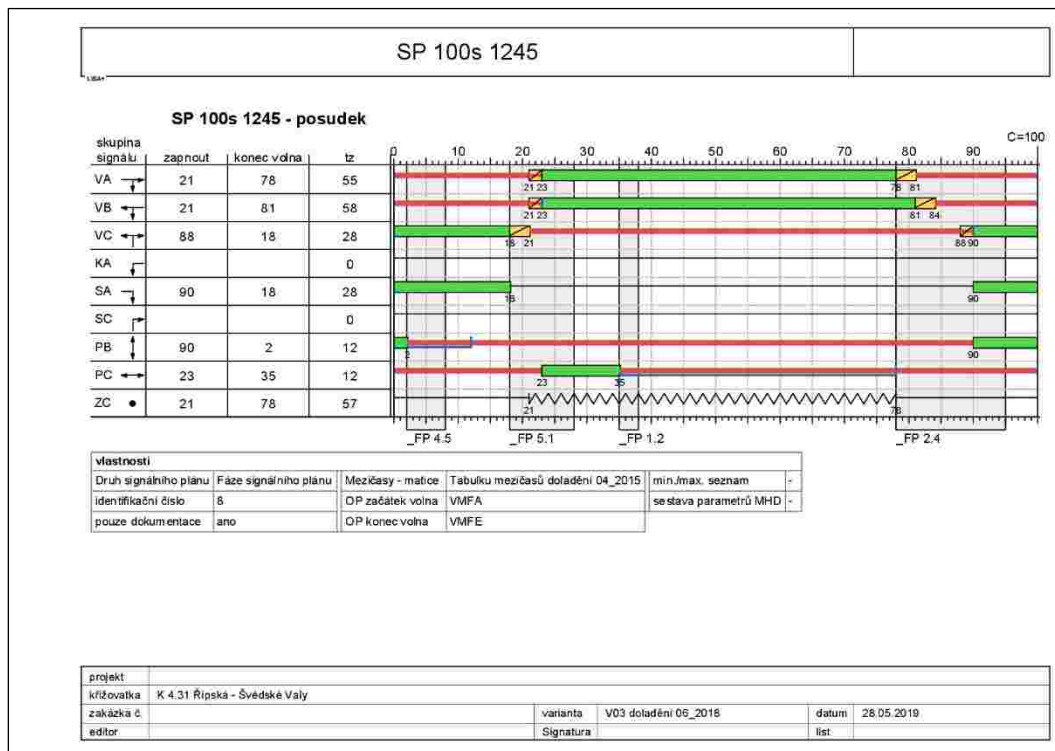 SP 100s 1245
LISA+
SP 100s 1245 - posudek
skupina signálu zapnout konec volna tz
0 10 20 30 40 50 60 70 80 90 C=100
VA 21 78 55 21 23 78 81
VB 21 81 58 21 23 81 84
VC 88 18 28 18 21 88 90
KA 0
SA 90 18 28 18 90
SC 0
PB 90 2 12 2 90
PC 23 35 12 23 35
ZC 21 78 57 21 78
_FP 4.5 _FP 5.1 _FP 1.2 _FP 2.4
vlastnosti
Druh signálního plánu Fáze signálního plánu Mezičasy - matice Tabulku mezičasů doladění 04_2015 min./max. seznam -
identifikační číslo 8 OP začátek volna VMFA sestava parametrů MHD -
pouze dokumentace ano OP konec volna VMFE
projekt
křižovatka K 4.31 Řípská - Švédské Valy
zakázka č. varianta V03 doladění 06_2018 datum 28.05.2019
editor Signatura list